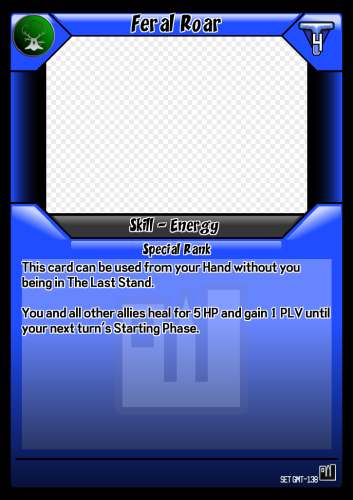 Feral Roar
4
Skill - Energy
Special Rank
This card can be used from your Hand without you
being in The Last Stand.
You and all other allies heal for 5 HP and gain 1 PLV until
your next turn's Starting Phase.
SET GMT-138